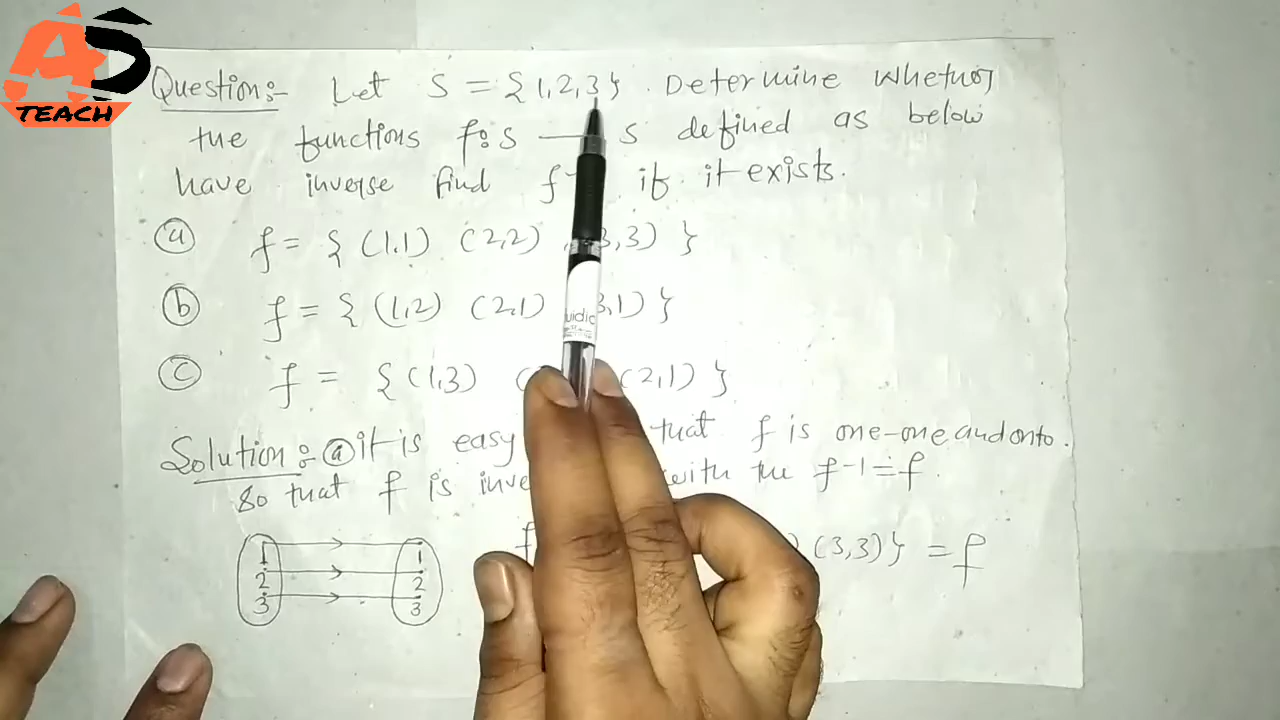 AS
TEACH
Question:- Let S = {1,2,3}. Determine whether
the functions f: S — S defined as below
have inverse find f if it exists.
(a) f = { (1.1) (2,2) 3,3) }
(b) f = { (1,2) (2,1) 3,1) }
(c) f = { (1,3) (2,1) }
Solution:- (a) it is easy that f is one-one and onto.
so that f is with the f-1 = f.
1 2 3
1 2 3
(3,3)} = f
uidic